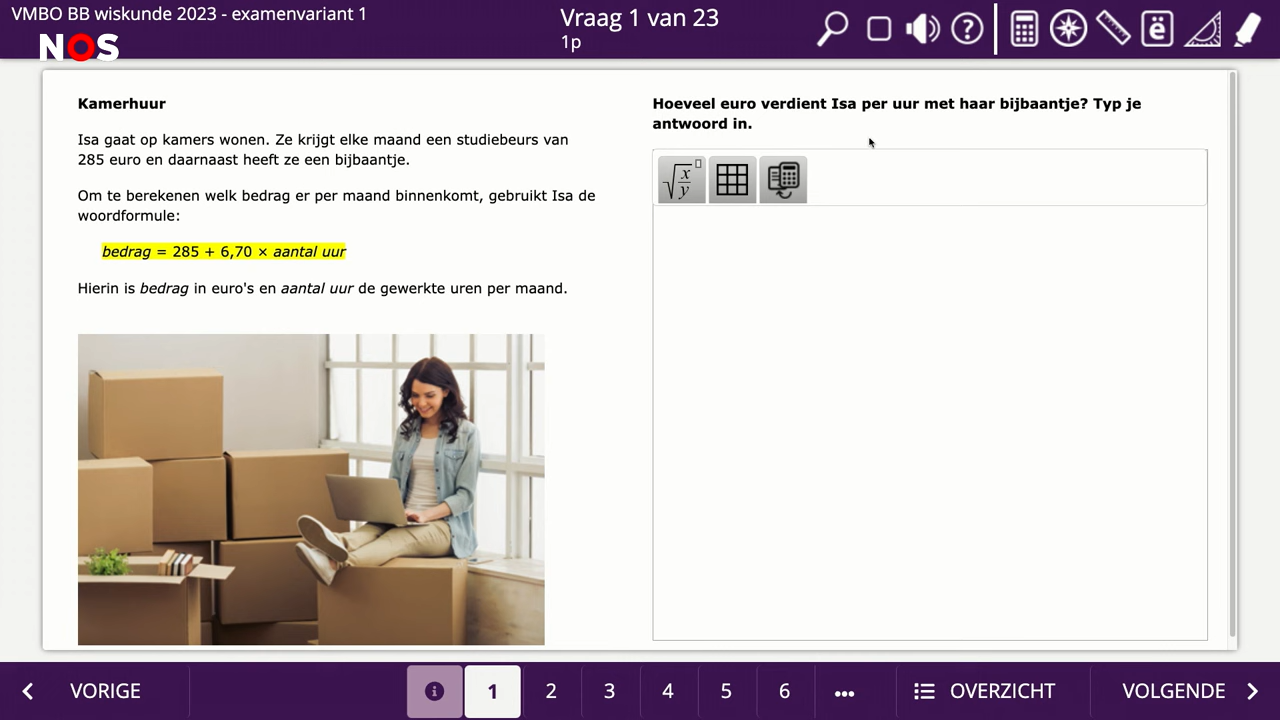 VMBO BB wiskunde 2023 - examenvariant 1
NOS
Vraag 1 van 23
1p
Kamerhuur
Isa gaat op kamers wonen. Ze krijgt elke maand een studiebeurs van
285 euro en daarnaast heeft ze een bijbaantje.
Om te berekenen welk bedrag er per maand binnenkomt, gebruikt Isa de
woordformule:
bedrag = 285 + 6,70 × aantal uur
Hierin is bedrag in euro's en aantal uur de gewerkte uren per maand.
Hoeveel euro verdient Isa per uur met haar bijbaantje? Typ je
antwoord in.
VORIGE
1
2
3
4
5
6
...
OVERZICHT
VOLGENDE